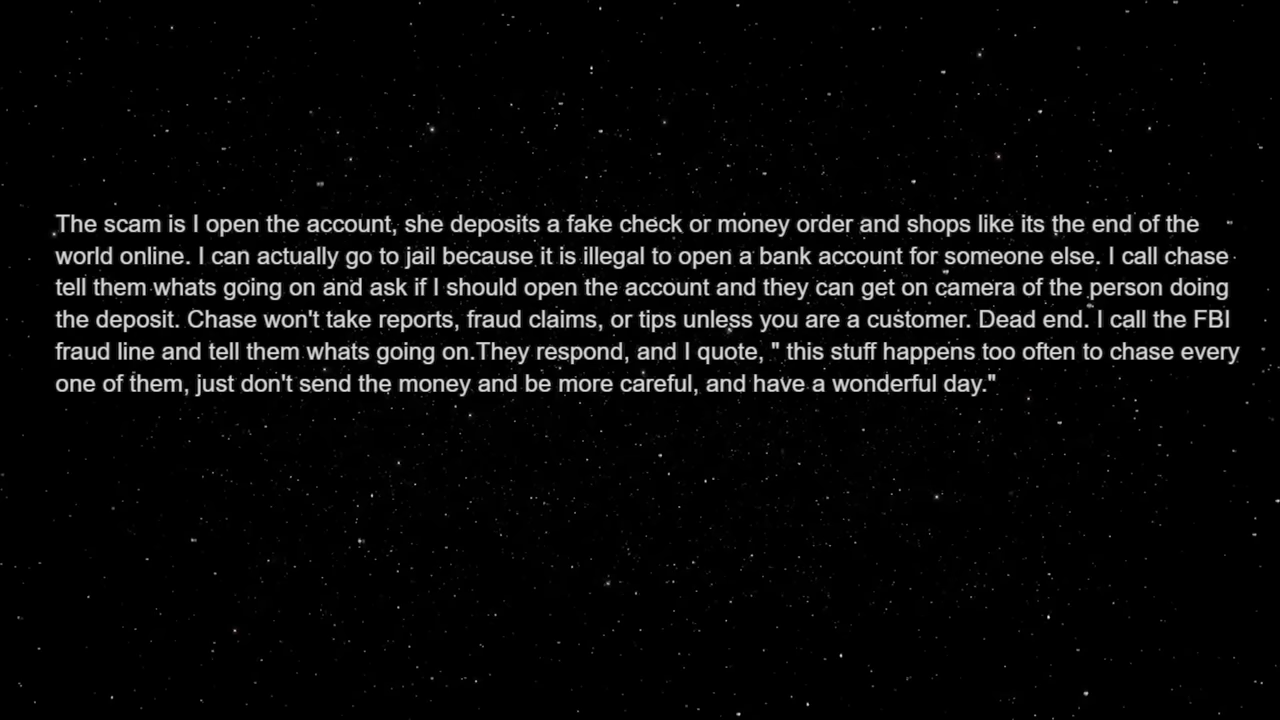 The scam is I open the account, she deposits a fake check or money order and shops like its the end of the
world online. I can actually go to jail because it is illegal to open a bank account for someone else. I call chase
tell them whats going on and ask if I should open the account and they can get on camera of the person doing
the deposit. Chase won't take reports, fraud claims, or tips unless you are a customer. Dead end. I call the FBI
fraud line and tell them whats going on.They respond, and I quote, " this stuff happens too often to chase every
one of them, just don't send the money and be more careful, and have a wonderful day."